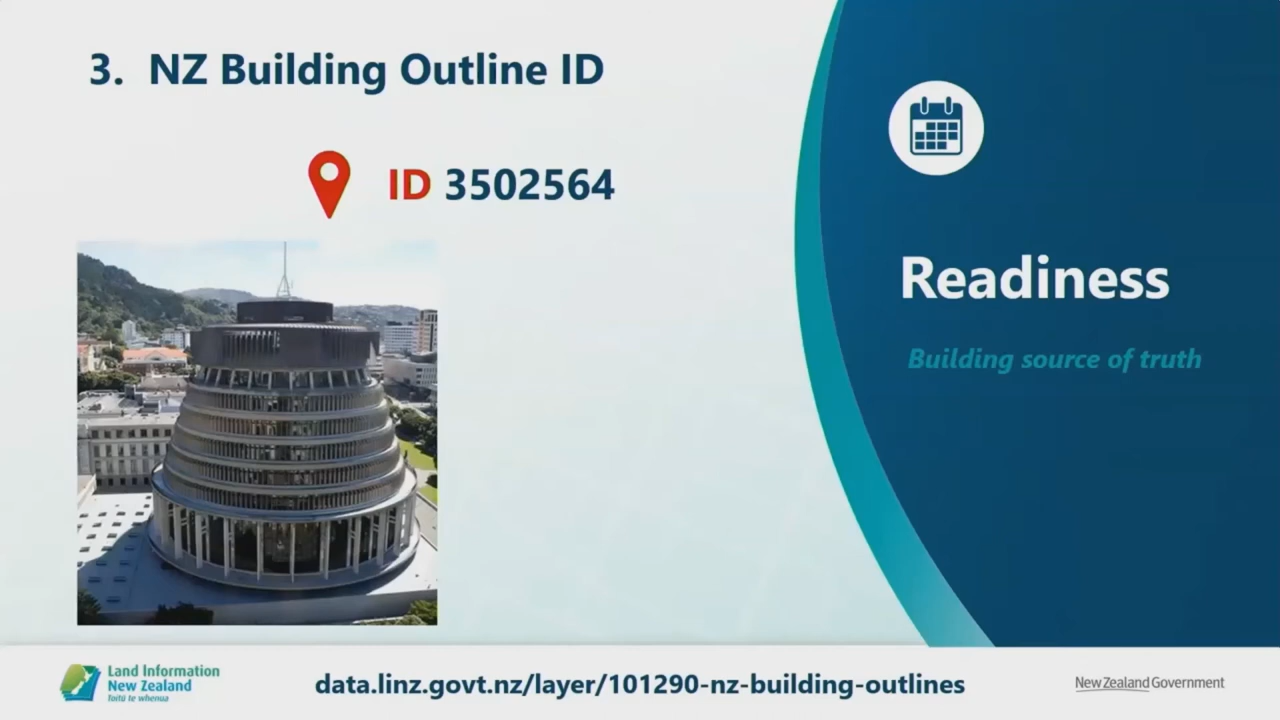 3. NZ Building Outline ID
ID 3502564
Readiness
Building source of truth
Land Information
New Zealand
Toitū te whenua
data.linz.govt.nz/layer/101290-nz-building-outlines
New Zealand Government